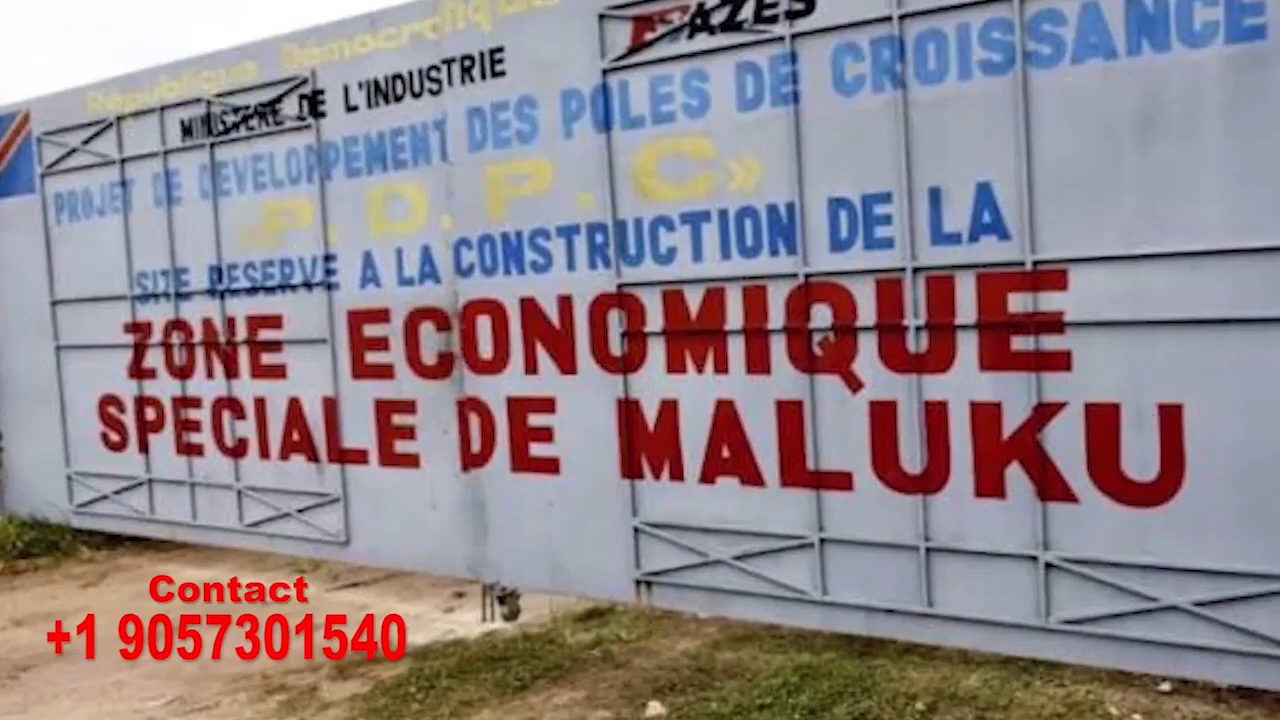 République Démocratique
AZES
MINISTERE DE L'INDUSTRIE
PROJET DE DEVELOPPEMENT DES POLES DE CROISSANCE
P.D.P.C»
SITE RESERVE A LA CONSTRUCTION DE LA
ZONE ECONOMIQUE
SPECIALE DE MALUKU
Contact
+1 9057301540